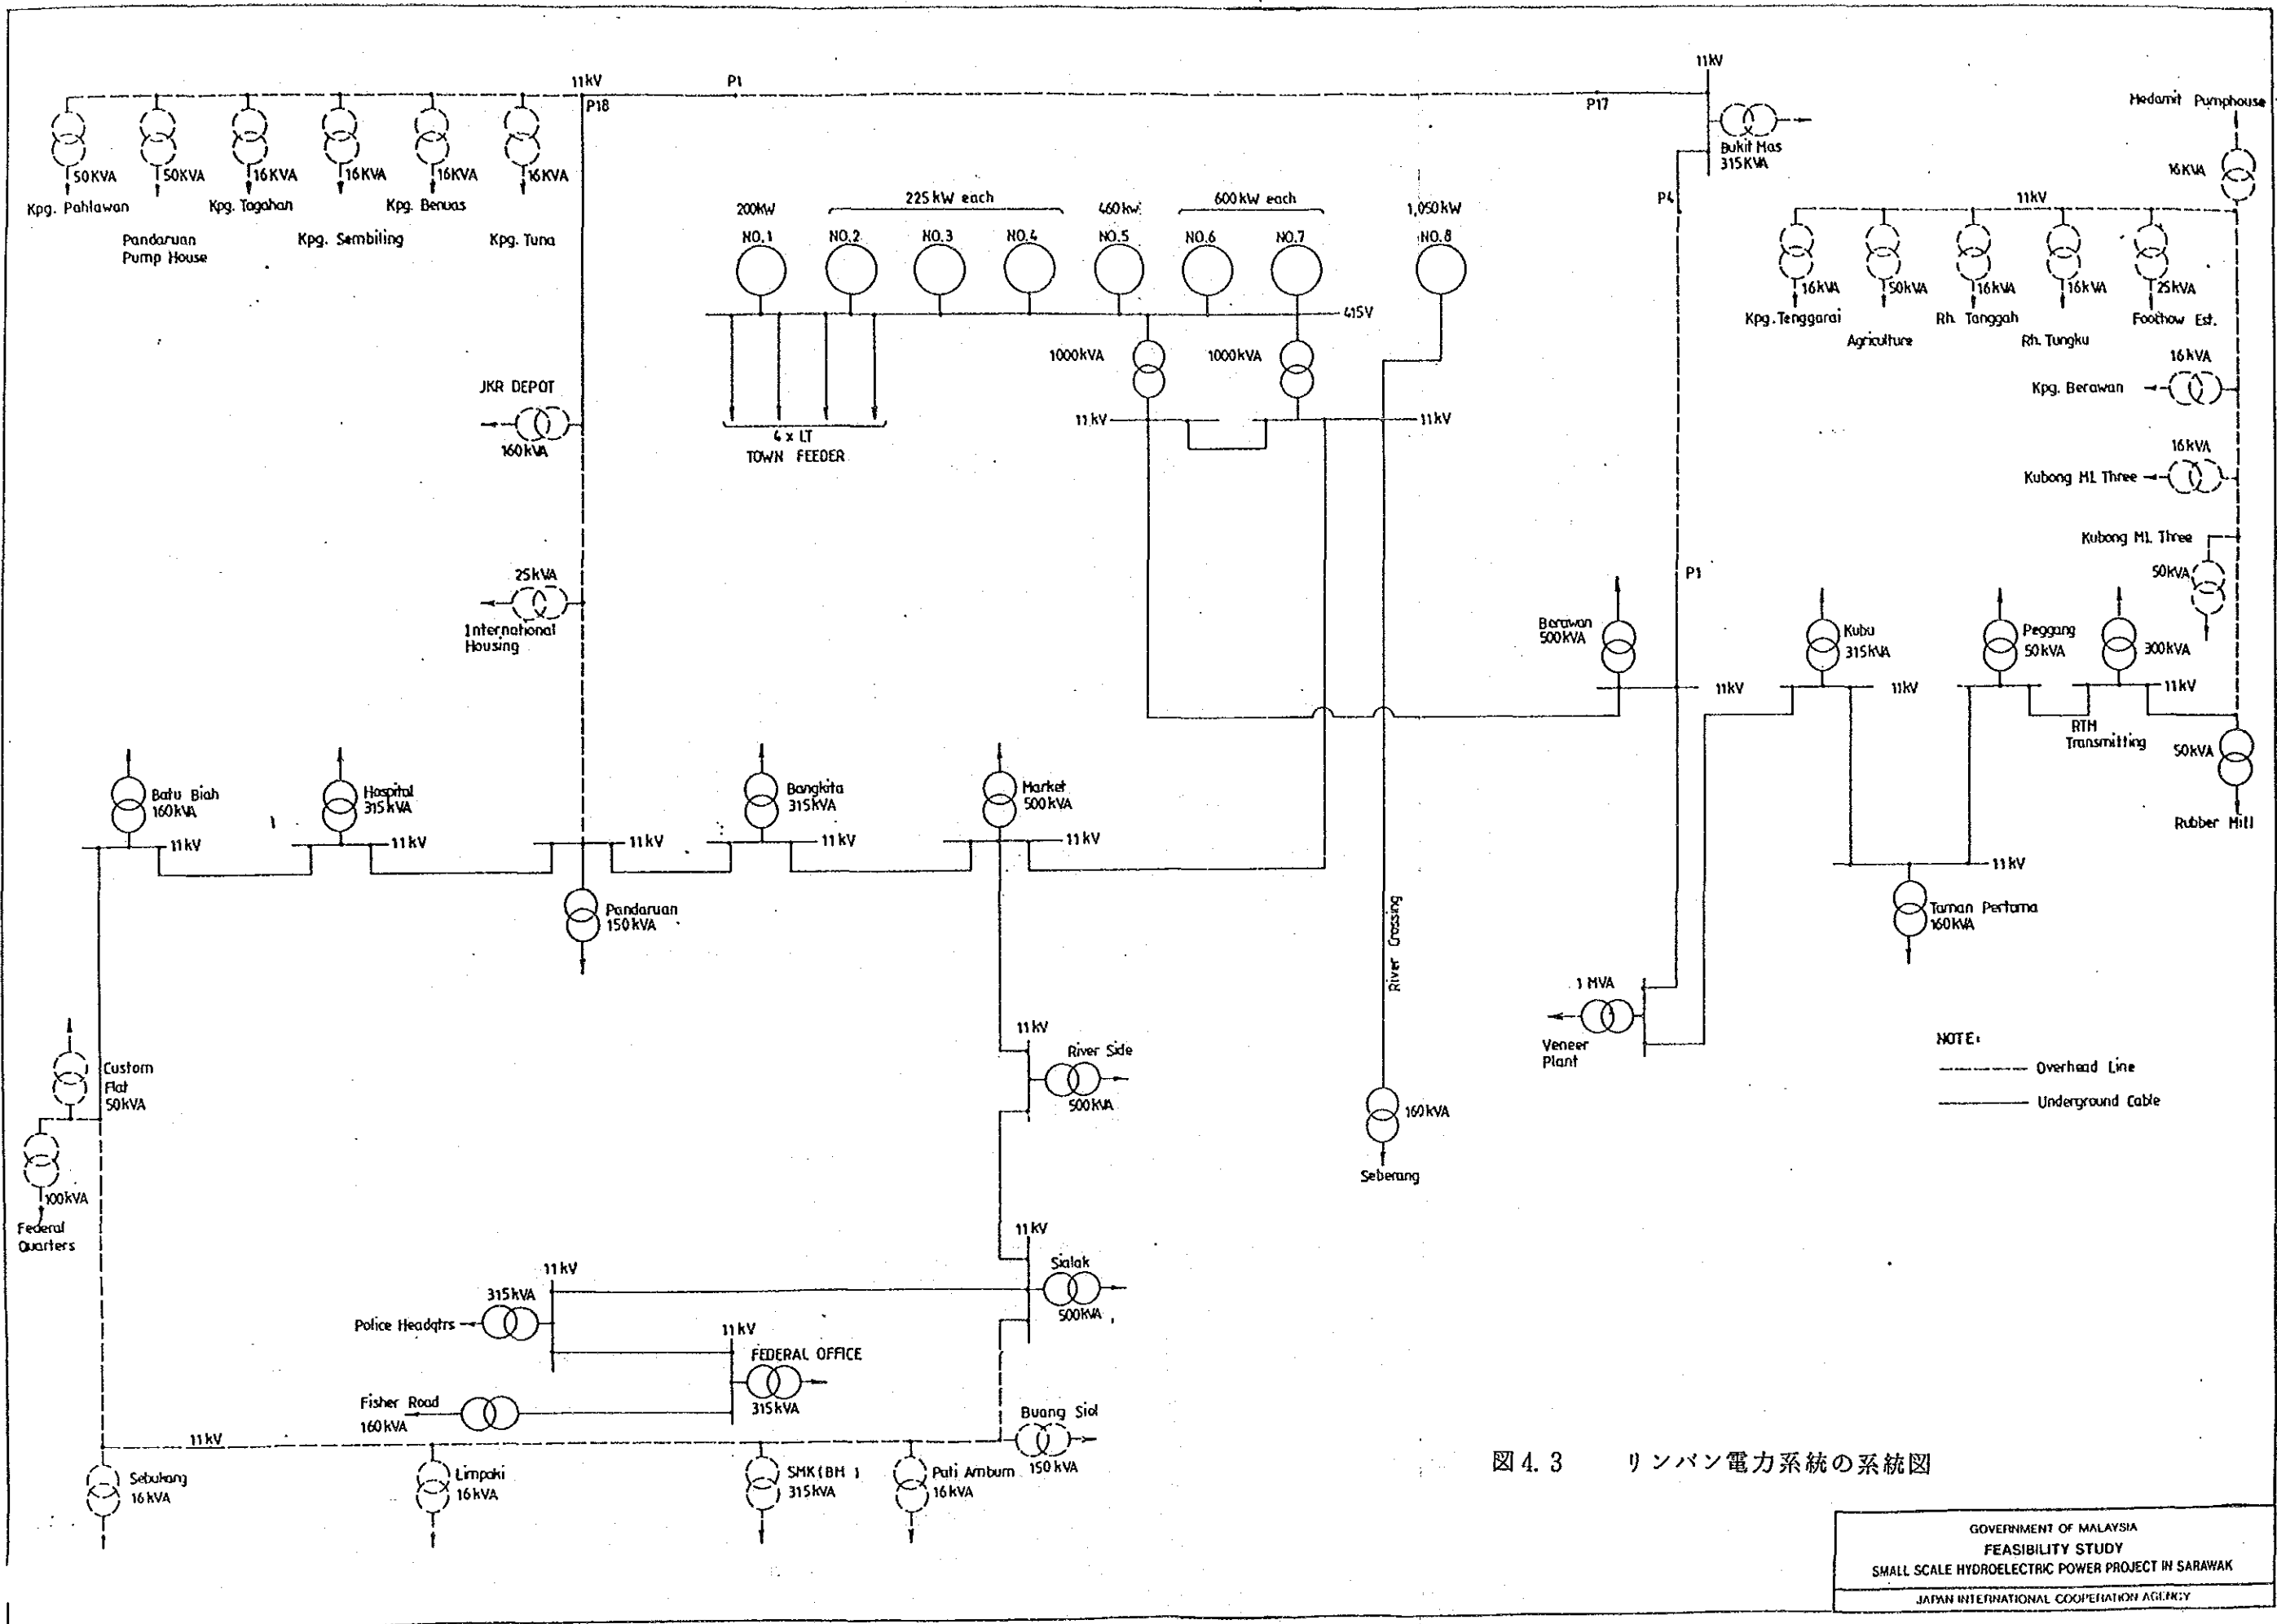 11kV
P18
P1
P17
11kV
Bukit Mas
315KVA
Medamit Pumphouse
16KVA
50KVA
Kpg. Pahlawan
50KVA
Pandaruan
Pump House
16KVA
Kpg. Tagahan
16KVA
Kpg. Sembiling
16KVA
Kpg. Benuas
16KVA
Kpg. Tuna
200KW
NO.1
225kW each
NO.2
NO.3
NO.4
460kw
NO.5
600kW each
NO.6
NO.7
1,050kW
NO.8
415V
1000kVA
1000kVA
11kV
11kV
4 x LT
TOWN FEEDER
P4
P1
11kV
16kVA
Kpg.Tenggarai
50kVA
Agriculture
16kVA
Rh. Tanggah
16kVA
Rh. Tungku
25kVA
Foochow Est.
16kVA
Kpg. Berawan
16kVA
Kubong ML Three
Kubong ML Three
50kVA
JKR DEPOT
160kVA
25kVA
International
Housing
Berawan
500kVA
11kV
Kubu
315kVA
11kV
Peggang
50kVA
300kVA
11kV
RTM
Transmitting
50kVA
Rubber Mill
Batu Biah
160kVA
11kV
Hospital
315kVA
11kV
11kV
Pandaruan
150kVA
Bangkita
315kVA
11kV
Market
500kVA
11kV
River Crossing
11kV
Taman Pertama
160kVA
1 MVA
Veneer
Plant
11kV
River Side
500kVA
160kVA
Seberang
NOTE:
Overhead Line
Underground Cable
Custom
Flat
50kVA
100kVA
Federal
Quarters
11kV
Sialak
500kVA
11kV
315kVA
Police Headqtrs
11kV
FEDERAL OFFICE
315kVA
Fisher Road
160kVA
11kV
Sebukang
16kVA
Limpaki
16kVA
SMK(BM)
315kVA
Pati Ambum
16kVA
Buang Siol
150kVA
図4.3 リンバン電力系統の系統図
GOVERNMENT OF MALAYSIA
FEASIBILITY STUDY
SMALL SCALE HYDROELECTRIC POWER PROJECT IN SARAWAK
JAPAN INTERNATIONAL COOPERATION AGENCY